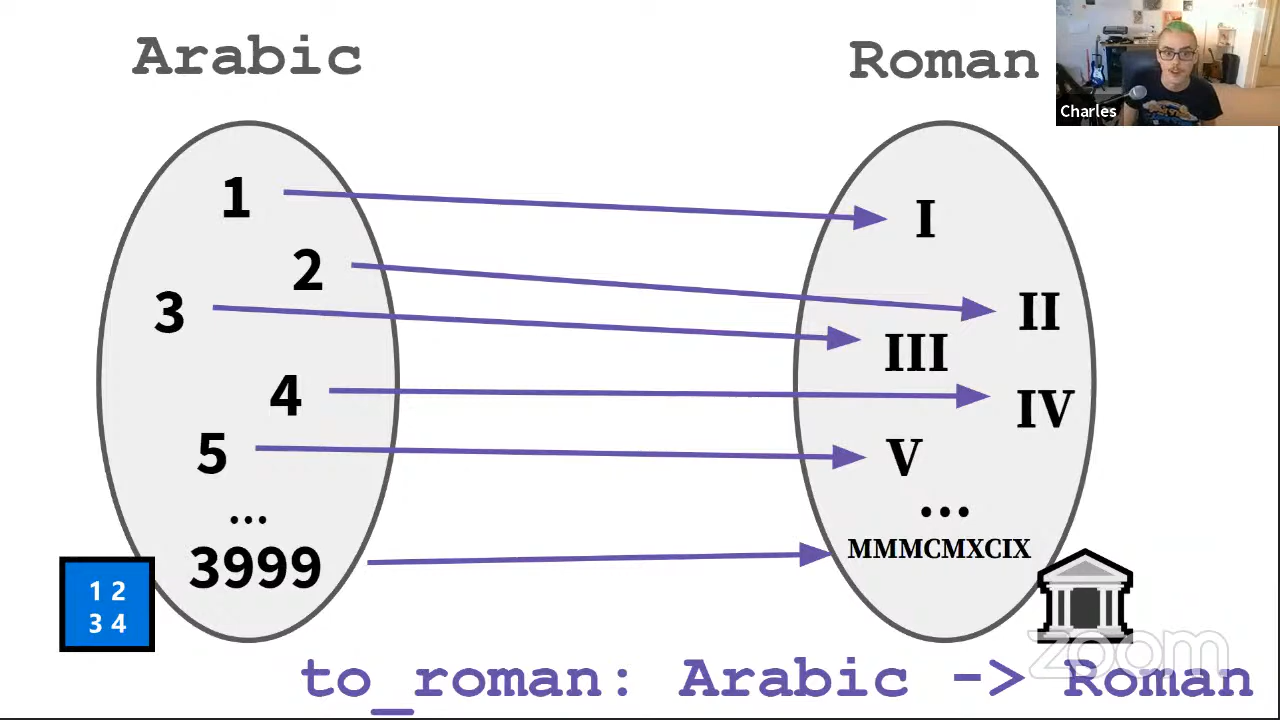 Arabic
Roman
Charles
1
I
2
II
3
III
4
IV
5
V
...
...
3999
MMMCMXCIX
1 2
3 4
zoom
to_roman: Arabic -> Roman